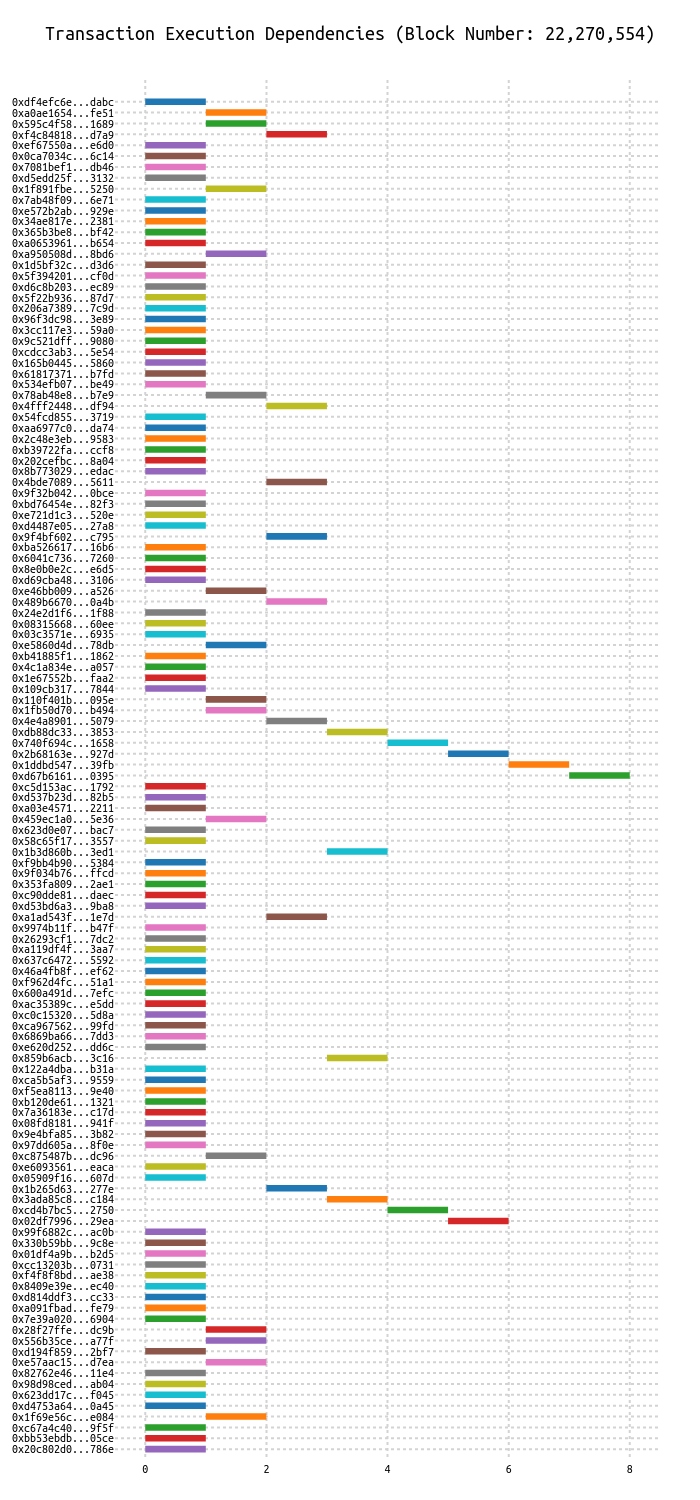 Transaction Execution Dependencies (Block Number: 22,270,554)
0xdf4efc6e...dabc
0xa0ae1654...fe51
0x595c4f58...1689
0xf4c84818...d7a9
0xef67550a...e6d0
0x0ca7034c...6c14
0x7081bef1...db46
0xd5edd25f...3132
0x1f891fbe...5250
0x7ab48f09...6e71
0xe572b2ab...929e
0x34ae817e...2381
0x365b3be8...bf42
0xa0653961...b654
0xa950508d...8bd6
0x1d5bf32c...d3d6
0x5f394201...cf0d
0xd6c8b203...ec89
0x5f22b936...87d7
0x206a7389...7c9d
0x96f3dc98...3e89
0x3cc117e3...59a0
0x9c521dff...9080
0xcdcc3ab3...5e54
0x165b0445...5860
0x61817371...b7fd
0x534efb07...be49
0x78ab48e8...b7e9
0x4fff2448...df94
0x54fcd855...3719
0xaa6977c0...da74
0x2c48e3eb...9583
0xb39722fa...ccf8
0x202cefbc...8a04
0x8b773029...edac
0x4bde7089...5611
0x9f32b042...0bce
0xbd76454e...82f3
0xe721d1c3...520e
0xd4487e05...27a8
0x9f4bf602...c795
0xba526617...16b6
0x6041c736...7260
0x8e0b0e2c...e6d5
0xd69cba48...3106
0xe46bb009...a526
0x489b6670...0a4b
0x24e2d1f6...1f88
0x08315668...60ee
0x03c3571e...6935
0xe5860d4d...78db
0xb41885f1...1862
0x4c1a834e...a057
0x1e67552b...faa2
0x109cb317...7844
0x110f401b...095e
0x1fb50d70...b494
0x4e4a8901...5079
0xdb88dc33...3853
0x740f694c...1658
0x2b68163e...927d
0x1ddbd547...39fb
0xd67b6161...0395
0xc5d153ac...1792
0xd537b23d...82b5
0xa03e4571...2211
0x459ec1a0...5e36
0x623d0e07...bac7
0x58c65f17...3557
0x1b3d860b...3ed1
0xf9bb4b90...5384
0x9f034b76...ffcd
0x353fa809...2ae1
0xc90dde81...daec
0xd53bd6a3...9ba8
0xa1ad543f...1e7d
0x9974b11f...b47f
0x26293cf1...7dc2
0xa119df4f...3aa7
0x637c6472...5592
0x46a4fb8f...ef62
0xf962d4fc...51a1
0x600a491d...7efc
0xac35389c...e5dd
0xc0c15320...5d8a
0xca967562...99fd
0x6869ba66...7dd3
0xe620d252...dd6c
0x859b6acb...3c16
0x122a4dba...b31a
0xca5b5af3...9559
0xf5ea8113...9e40
0xb120de61...1321
0x7a36183e...c17d
0x08fd8181...941f
0x9e4bfa85...3b82
0x97dd605a...8f0e
0xc875487b...dc96
0xe6093561...eaca
0x05909f16...607d
0x1b265d63...277e
0x3ada85c8...c184
0xcd4b7bc5...2750
0x02df7996...29ea
0x99f6882c...ac0b
0x330b59bb...9c8e
0x01df4a9b...b2d5
0xcc13203b...0731
0xf4f8f8bd...ae38
0x8409e39e...ec40
0xd814ddf3...cc33
0xa091fbad...fe79
0x7e39a020...6904
0x28f27ffe...dc9b
0x556b35ce...a77f
0xd194f859...2bf7
0xe57aac15...d7ea
0x82762e46...11e4
0x98d98ced...ab04
0x623dd17c...f045
0xd4753a64...0a45
0x1f69e56c...e084
0xc67a4c40...9f5f
0xbb53ebdb...05ce
0x20c802d0...786e
0 2 4 6 8